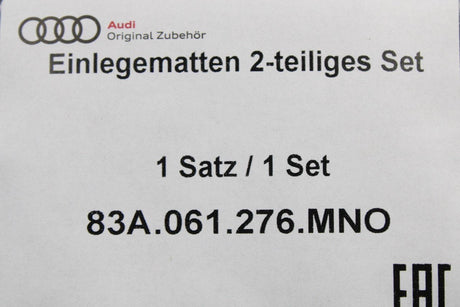 Audi
Original Zubehör
Einlegematten 2-teiliges Set
1 Satz / 1 Set
83A.061.276.MNO
EAC